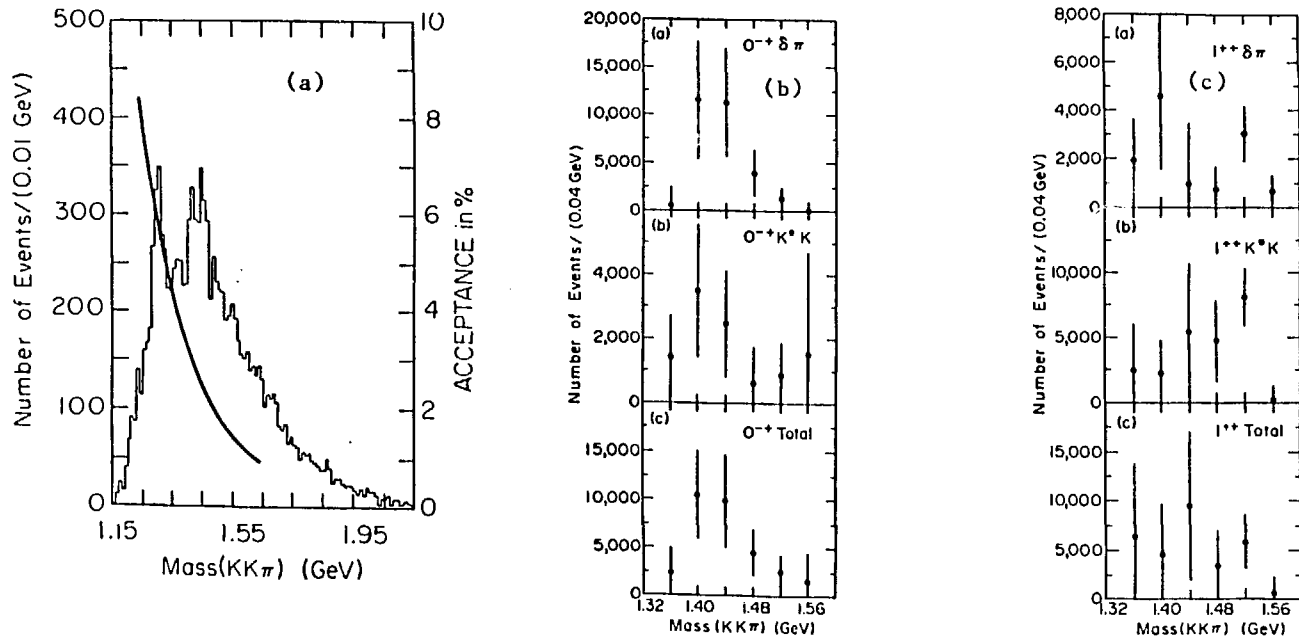 500
400
300
200
100
0
Number of Events/(0.01 GeV)
(a)
10
8
6
4
2
0
ACCEPTANCE in %
1.15
1.55
1.95
Mass(KKπ) (GeV)
20,000
15,000
10,000
5,000
0
(a)
0⁻⁺ δπ
(b)
4,000
2,000
0
(b)
0⁻⁺ K*K
15,000
10,000
5,000
0
(c)
0⁻⁺ Total
Number of Events/(0.04 GeV)
1.32
1.40
1.48
1.56
Mass(KKπ) (GeV)
8,000
6,000
4,000
2,000
0
(a)
1⁺⁺ δπ
(c)
10,000
5,000
0
(b)
1⁺⁺ K*K
15,000
10,000
5,000
0
(c)
1⁺⁺ Total
Number of Events/(0.04 GeV)
1.32
1.40
1.48
1.56
Mass(KKπ) (GeV)